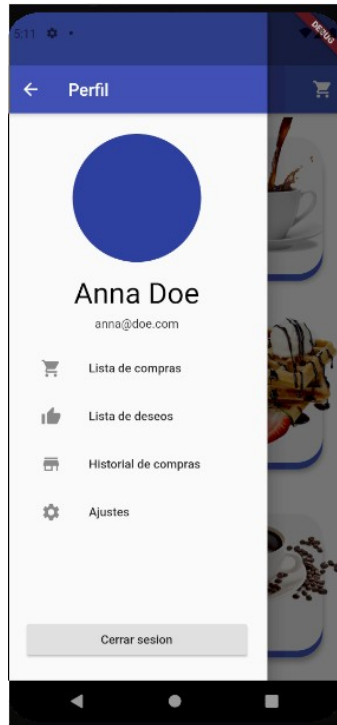 5:11
DEBUG
Perfil
Anna Doe
anna@doe.com
Lista de compras
Lista de deseos
Historial de compras
Ajustes
Cerrar sesion